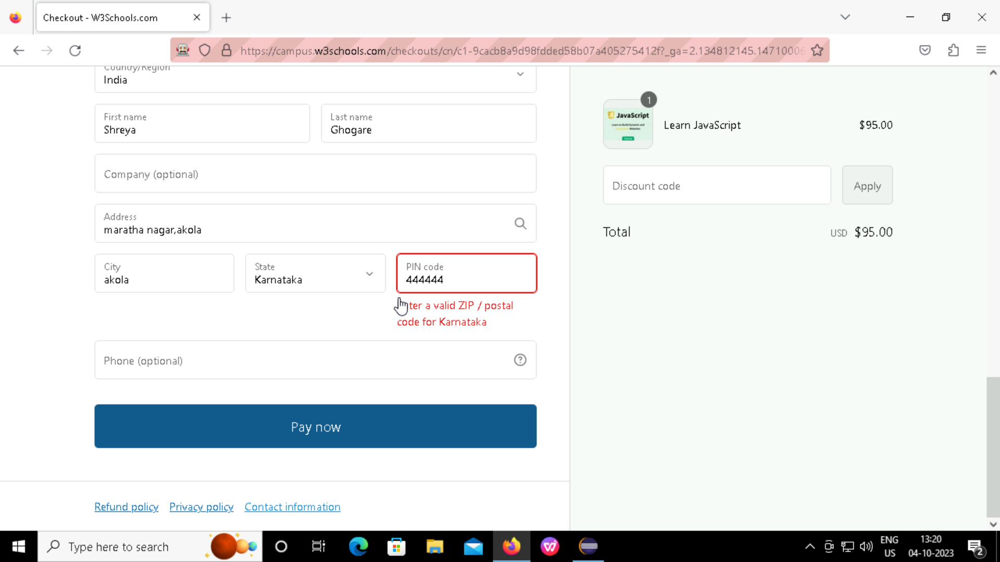 Checkout - W3Schools.com
https://campus.w3schools.com/checkouts/cn/c1-9cacb8a9d98fdded58b07a405275412f?_ga=2.134812145.14710006
Country/Region
India
First name
Shreya
Last name
Ghogare
Company (optional)
Address
maratha nagar,akola
City
akola
State
Karnataka
PIN code
444444
ter a valid ZIP / postal
code for Karnataka
Phone (optional)
Pay now
Refund policy Privacy policy Contact information
1
JavaScript
Learn JavaScript
$95.00
Discount code
Apply
Total
USD $95.00
Type here to search
ENG
US
13:20
04-10-2023
2